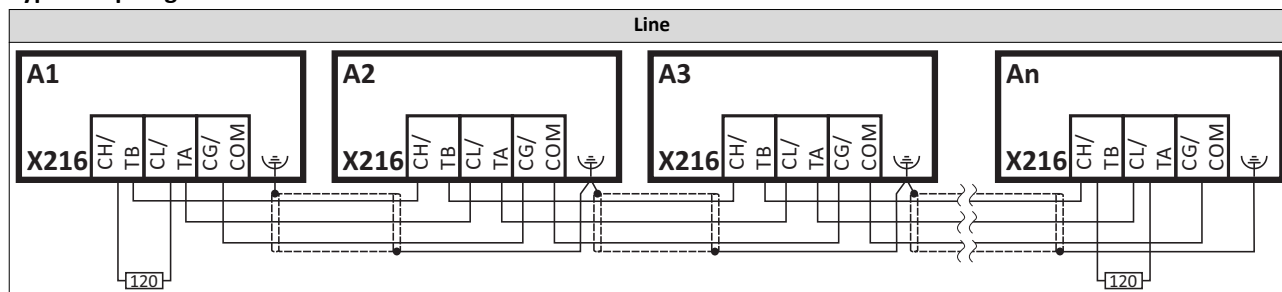 Line
A1
A2
A3
An
X216 CH/ TB CL/ TA CG/ COM
X216 CH/ TB CL/ TA CG/ COM
X216 CH/ TB CL/ TA CG/ COM
X216 CH/ TB CL/ TA CG/ COM
120
120